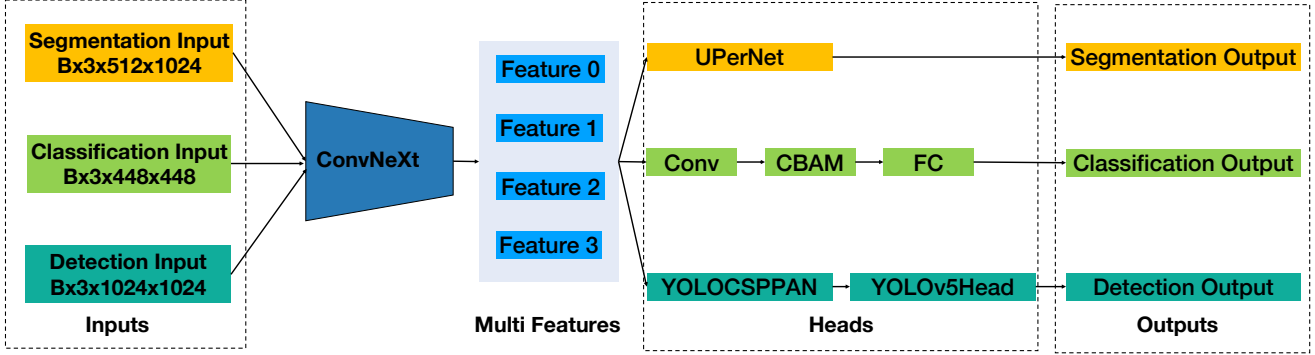 Segmentation Input
Bx3x512x1024
Classification Input
Bx3x448x448
Detection Input
Bx3x1024x1024
Inputs
ConvNeXt
Feature 0
Feature 1
Feature 2
Feature 3
Multi Features
UPerNet
Conv
CBAM
FC
YOLOCSPPAN
YOLOv5Head
Heads
Segmentation Output
Classification Output
Detection Output
Outputs